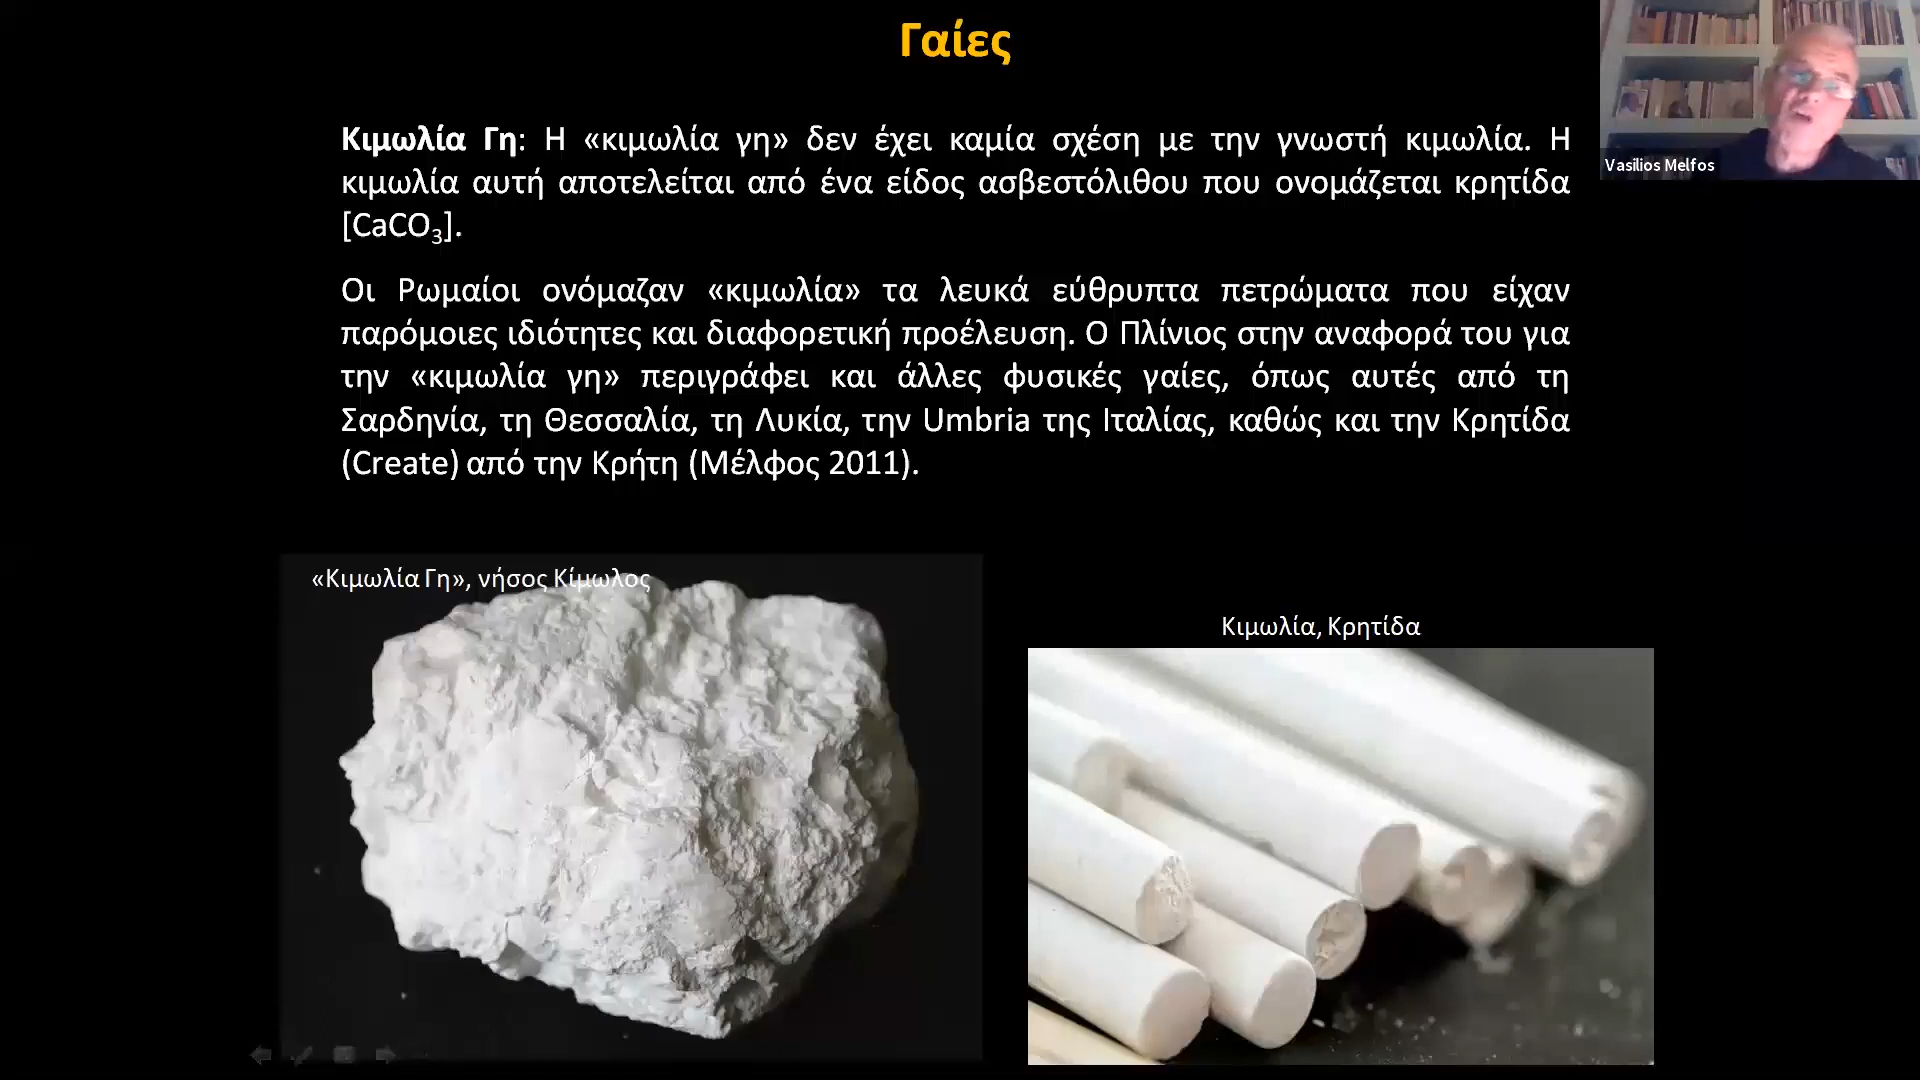 Γαίες
Vasilios Melfos
Κιμωλία Γη: Η «κιμωλία γη» δεν έχει καμία σχέση με την γνωστή κιμωλία. Η
κιμωλία αυτή αποτελείται από ένα είδος ασβεστόλιθου που ονομάζεται κρητίδα
[CaCO₃].
Οι Ρωμαίοι ονόμαζαν «κιμωλία» τα λευκά εύθρυπτα πετρώματα που είχαν
παρόμοιες ιδιότητες και διαφορετική προέλευση. Ο Πλίνιος στην αναφορά του για
την «κιμωλία γη» περιγράφει και άλλες φυσικές γαίες, όπως αυτές από τη
Σαρδηνία, τη Θεσσαλία, τη Λυκία, την Umbria της Ιταλίας, καθώς και την Κρητίδα
(Create) από την Κρήτη (Μέλφος 2011).
«Κιμωλία Γη», νήσος Κίμωλος
Κιμωλία, Κρητίδα